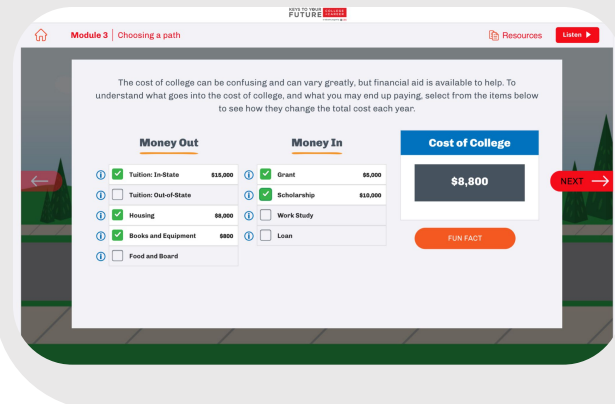 KEYS TO YOUR
FUTURE
COLLEGE
Module 3 | Choosing a path
Resources
Listen
The cost of college can be confusing and can vary greatly, but financial aid is available to help. To
understand what goes into the cost of college, and what you may end up paying, select from the items below
to see how they change the total cost each
year.
Money Out
Tuition: In-State $15,000
Tuition: Out-of-State
Housing $8,000
Books and Equipment $800
Food and Board
Money In
Grant $5,000
Scholarship $10,000
Work Study
Loan
Cost of College
$8,800
FUN FACT
NEXT